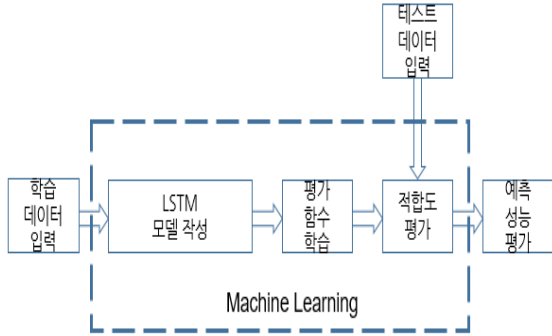 테스트
데이터
입력
학습
데이터
입력
LSTM
모델 작성
평가
함수
학습
적합도
평가
예측
성능
평가
Machine Learning